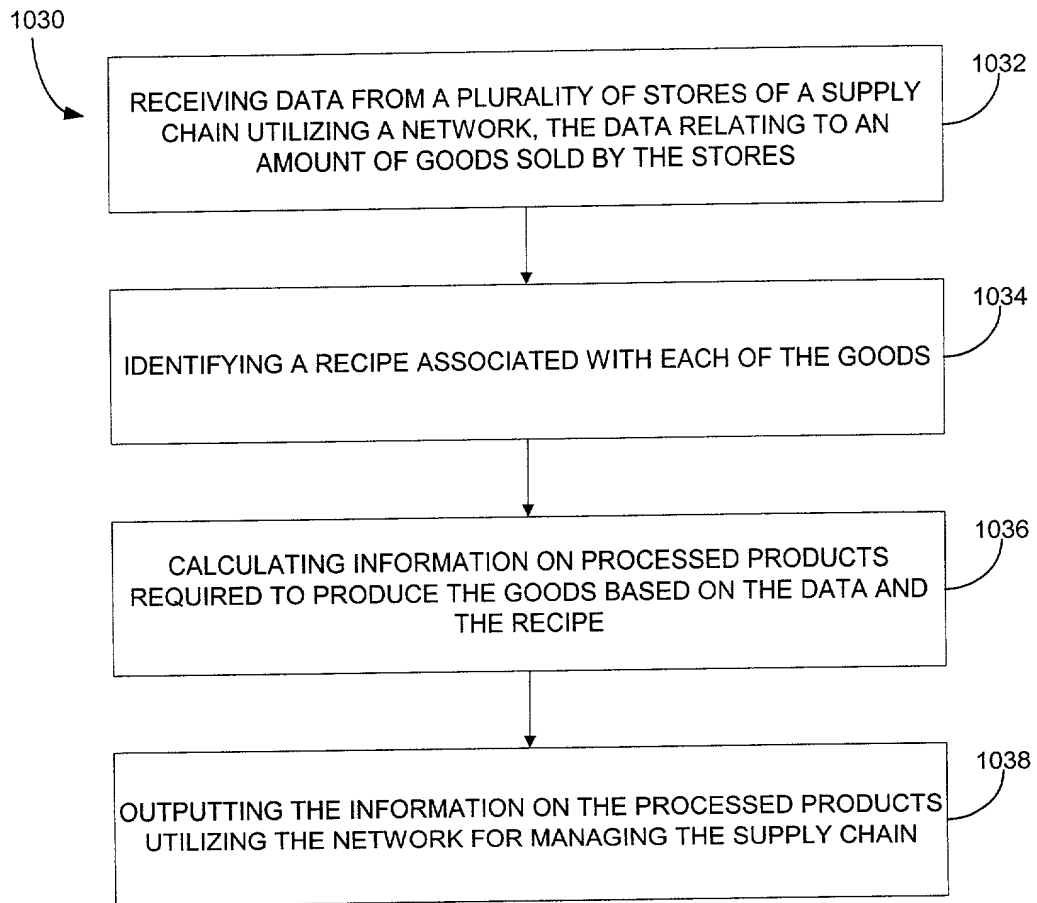 1030
1032
RECEIVING DATA FROM A PLURALITY OF STORES OF A SUPPLY
CHAIN UTILIZING A NETWORK, THE DATA RELATING TO AN
AMOUNT OF GOODS SOLD BY THE STORES
1034
IDENTIFYING A RECIPE ASSOCIATED WITH EACH OF THE GOODS
1036
CALCULATING INFORMATION ON PROCESSED PRODUCTS
REQUIRED TO PRODUCE THE GOODS BASED ON THE DATA AND
THE RECIPE
1038
OUTPUTTING THE INFORMATION ON THE PROCESSED PRODUCTS
UTILIZING THE NETWORK FOR MANAGING THE SUPPLY CHAIN